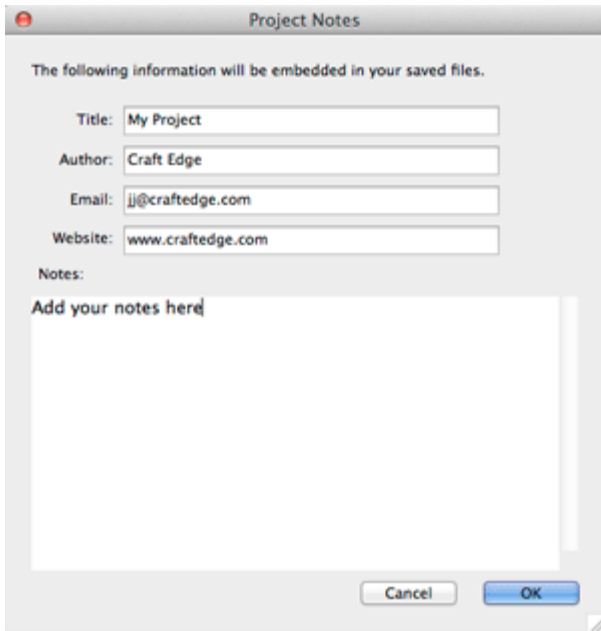 Project Notes
The following information will be embedded in your saved files.
Title: My Project
Author: Craft Edge
Email: jj@craftedge.com
Website: www.craftedge.com
Notes:
Add your notes here
Cancel OK